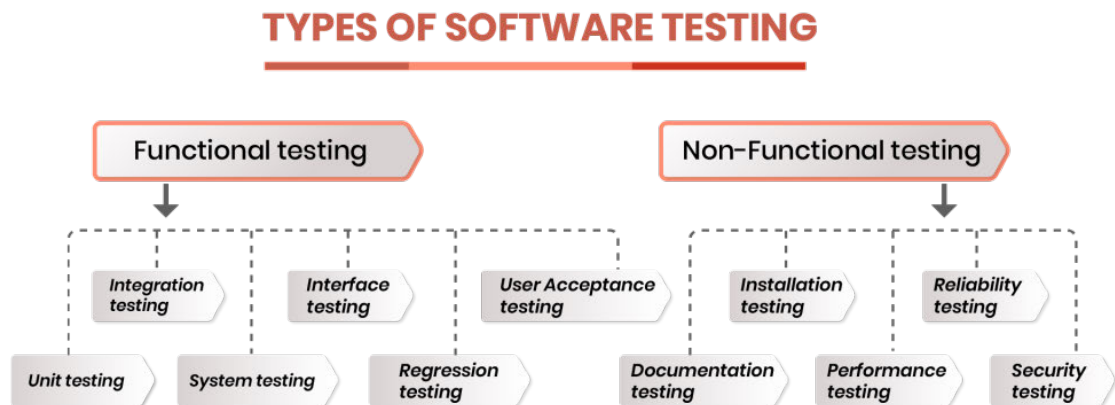 TYPES OF SOFTWARE TESTING
Functional testing
Non-Functional testing
Integration
testing
Interface
testing
User Acceptance
testing
Installation
testing
Reliability
testing
Unit testing
System testing
Regression
testing
Documentation
testing
Performance
testing
Security
testing